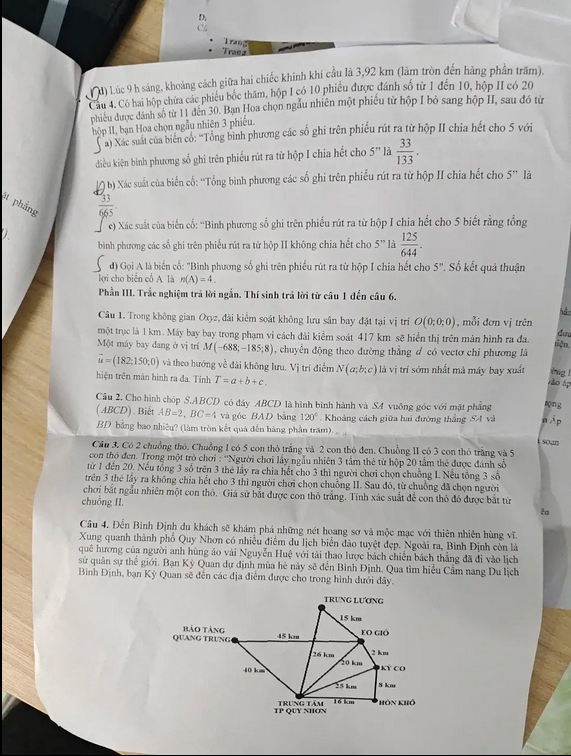 Trang
Trang
d) Lúc 9 h sáng, khoảng cách giữa hai chiếc khinh khí cầu là 3,92 km (làm tròn đến hàng phần trăm).
Câu 4. Có hai hộp chứa các phiếu bốc thăm, hộp I có 10 phiếu được đánh số từ 1 đến 10, hộp II có 20
phiếu được đánh số từ 11 đến 30. Bạn Hoa chọn ngẫu nhiên một phiếu từ hộp I bỏ sang hộp II, sau đó từ
hộp II, bạn Hoa chọn ngẫu nhiên 3 phiếu.
a) Xác suất của biến cố: “Tổng bình phương các số ghi trên phiếu rút ra từ hộp II chia hết cho 5 với
điều kiện bình phương số ghi trên phiếu rút ra từ hộp I chia hết cho 5” là 33/133.
b) Xác suất của biến cố: “Tổng bình phương các số ghi trên phiếu rút ra từ hộp II chia hết cho 5” là
33/665.
c) Xác suất của biến cố: “Bình phương số ghi trên phiếu rút ra từ hộp I chia hết cho 5 biết rằng tổng
bình phương các số ghi trên phiếu rút ra từ hộp II không chia hết cho 5” là 125/644.
d) Gọi A là biến cố: "Bình phương số ghi trên phiếu rút ra từ hộp I chia hết cho 5”. Số kết quả thuận
lợi cho biến cố A là n(A) = 4.
Phần III. Trắc nghiệm trả lời ngắn. Thí sinh trả lời từ câu 1 đến câu 6.
Câu 1. Trong không gian Oxyz, đài kiểm soát không lưu sân bay đặt tại vị trí O(0;0;0), mỗi đơn vị trên
một trục là 1 km. Máy bay bay trong phạm vi cách đài kiểm soát 417 km sẽ hiển thị trên màn hình ra đa.
Một máy bay đang ở vị trí M(−688;−185;8), chuyển động theo đường thẳng d có vectơ chỉ phương là
u = (182;150;0) và theo hướng về đài không lưu. Vị trí điểm N(a;b;c) là vị trí sớm nhất mà máy bay xuất
hiện trên màn hình ra đa. Tính T = a + b + c.
Câu 2. Cho hình chóp S.ABCD có đáy ABCD là hình bình hành và SA vuông góc với mặt phẳng
(ABCD). Biết AB=2, BC=4 và góc BAD bằng 120°. Khoảng cách giữa hai đường thẳng SA và
BD bằng bao nhiêu? (làm tròn kết quả đến hàng phần trăm).
Câu 3. Có 2 chuồng thỏ. Chuồng I có 5 con thỏ trắng và 2 con thỏ đen. Chuồng II có 3 con thỏ trắng và 5
con thỏ đen. Trong một trò chơi : “Người chơi lấy ngẫu nhiên 3 tấm thẻ từ hộp 20 tấm thẻ được đánh số
từ 1 đến 20. Nếu tổng 3 số trên 3 thẻ lấy ra chia hết cho 3 thì người chơi chọn chuồng I. Nếu tổng 3 số
trên 3 thẻ lấy ra không chia hết cho 3 thì người chơi chọn chuồng II. Sau đó, từ chuồng đã chọn người
chơi bắt ngẫu nhiên một con thỏ. Giả sử bắt được con thỏ trắng. Tính xác suất để con thỏ đó được bắt từ
chuồng II.
Câu 4. Đến Bình Định du khách sẽ khám phá những nét hoang sơ và mộc mạc với thiên nhiên hùng vĩ.
Xung quanh thành phố Quy Nhơn có nhiều điểm du lịch biển đảo tuyệt đẹp. Ngoài ra, Bình Định còn là
quê hương của người anh hùng áo vải Nguyễn Huệ với tài thao lược bách chiến bách thắng đã đi vào lịch
sử quân sự thế giới. Bạn Kỳ Quan dự định mùa hè này sẽ đến Bình Định. Qua tìm hiểu Cẩm nang Du lịch
Bình Định, bạn Kỳ Quan sẽ đến các địa điểm được cho trong hình dưới đây.
TRUNG LƯƠNG
15 km
BẢO TÀNG
QUANG TRUNG
45 km
EO GIÓ
26 km
20 km
2 km
KỲ CO
40 km
25 km
8 km
TRUNG TÂM
TP QUY NHƠN
16 km
HÒN KHÔ
ặt phẳng